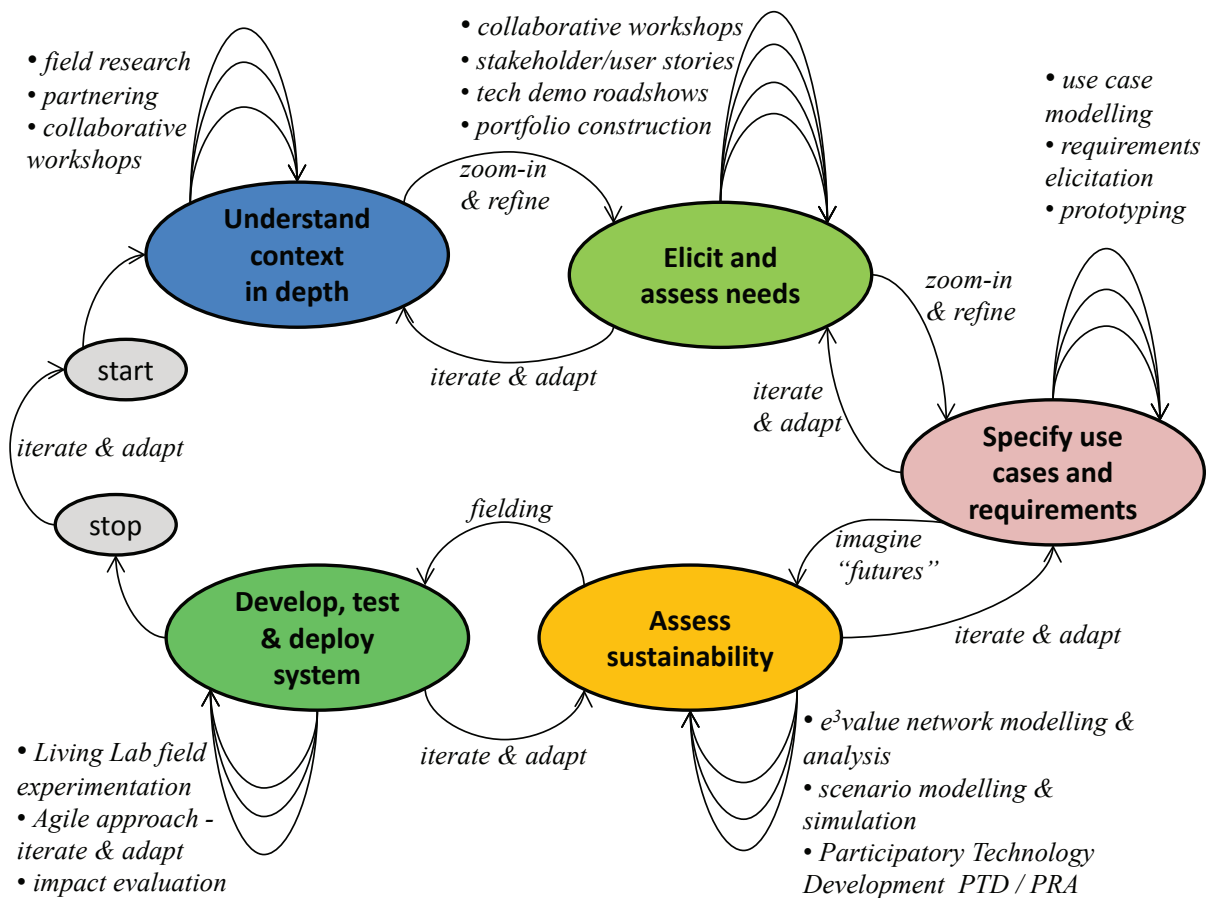 • field research
• partnering
• collaborative
workshops
• collaborative workshops
• stakeholder/user stories
• tech demo roadshows
• portfolio construction
• use case
modelling
• requirements
elicitation
• prototyping
Understand
context
in depth
zoom-in
& refine
Elicit and
assess needs
zoom-in
& refine
iterate & adapt
start
iterate & adapt
iterate
& adapt
Specify use
cases and
requirements
stop
fielding
imagine
“futures”
Develop, test
& deploy
system
Assess
sustainability
iterate & adapt
iterate & adapt
• Living Lab field
experimentation
• Agile approach -
iterate & adapt
• impact evaluation
• e³value network modelling &
analysis
• scenario modelling &
simulation
• Participatory Technology
Development PTD / PRA